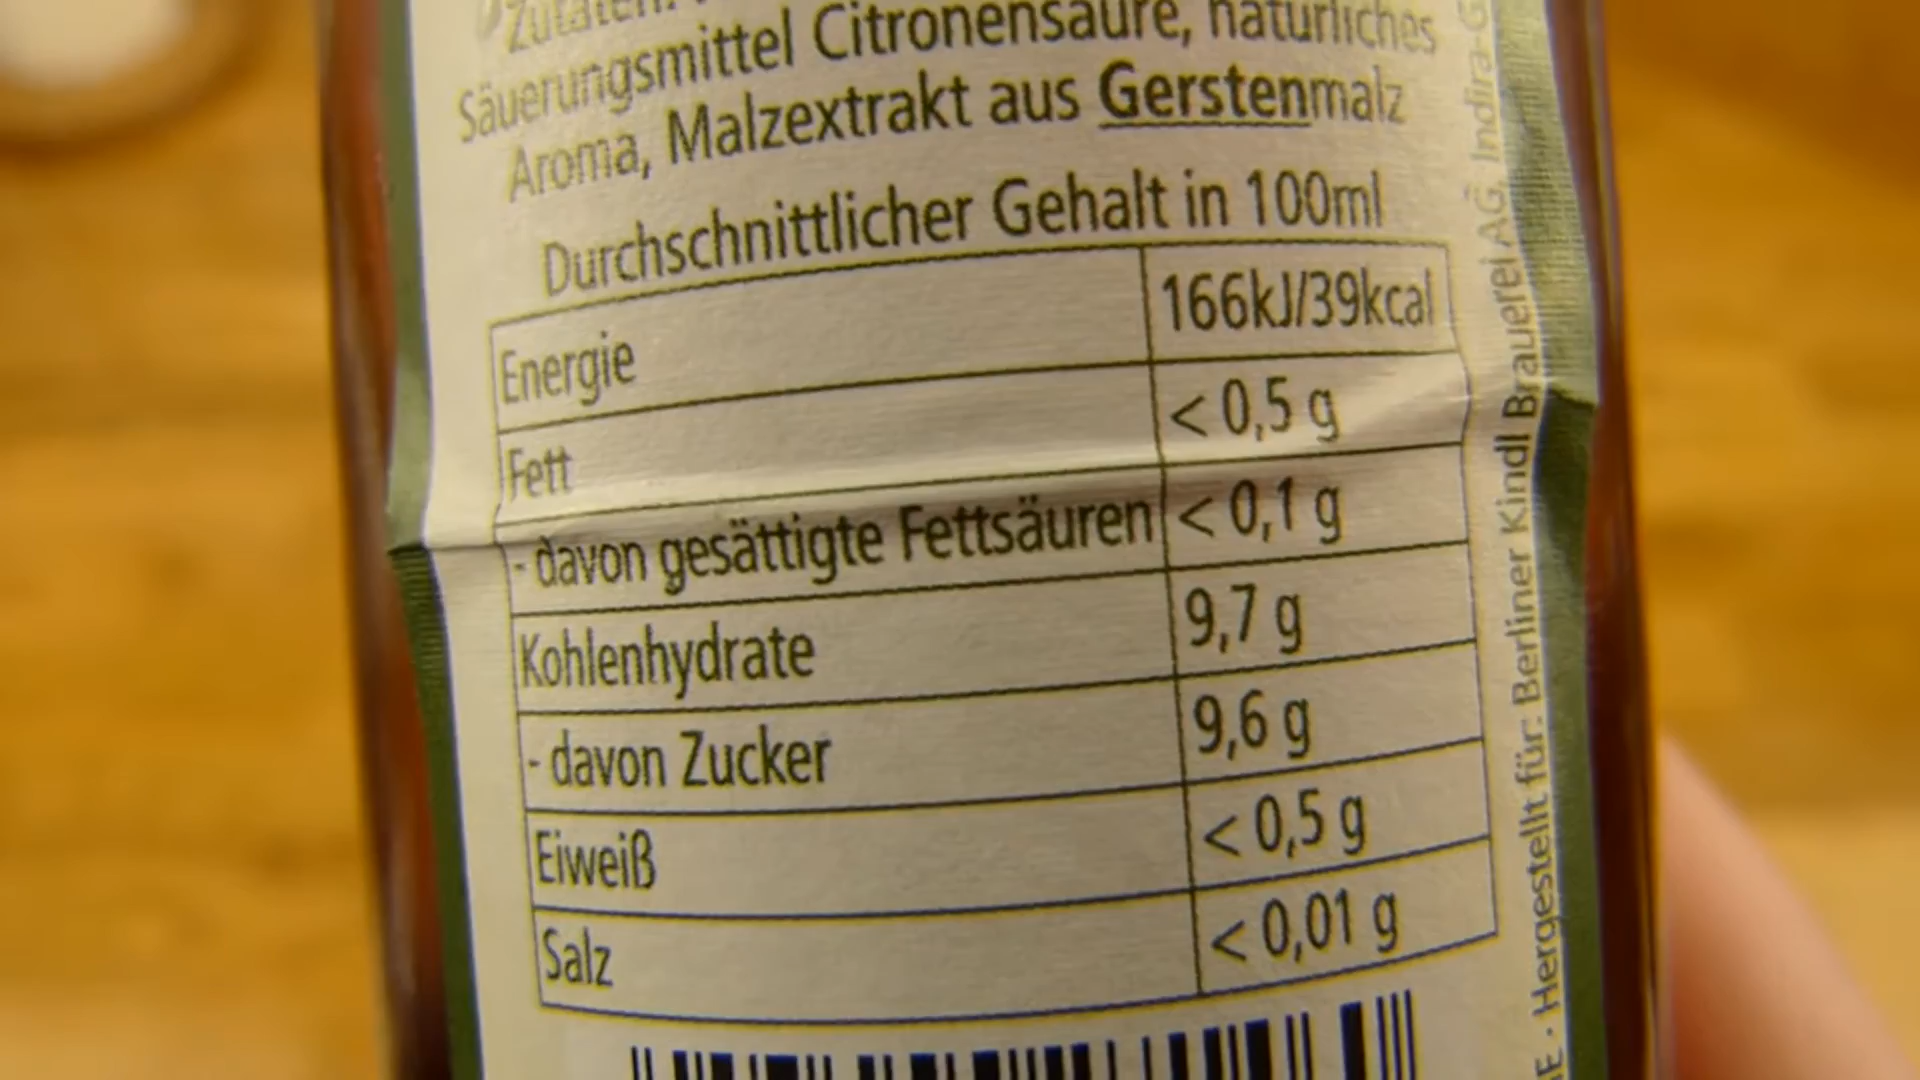 Zutaten:
Säuerungsmittel Citronensäure, natürliches
Aroma, Malzextrakt aus Gerstenmalz
Durchschnittlicher Gehalt in 100ml
Energie 166kJ/39kcal
Fett < 0,5 g
- davon gesättigte Fettsäuren < 0,1 g
Kohlenhydrate 9,7 g
- davon Zucker 9,6 g
Eiweiß < 0,5 g
Salz < 0,01 g
Hergestellt für: Berliner Kindl Brauerei AG, Indira-G